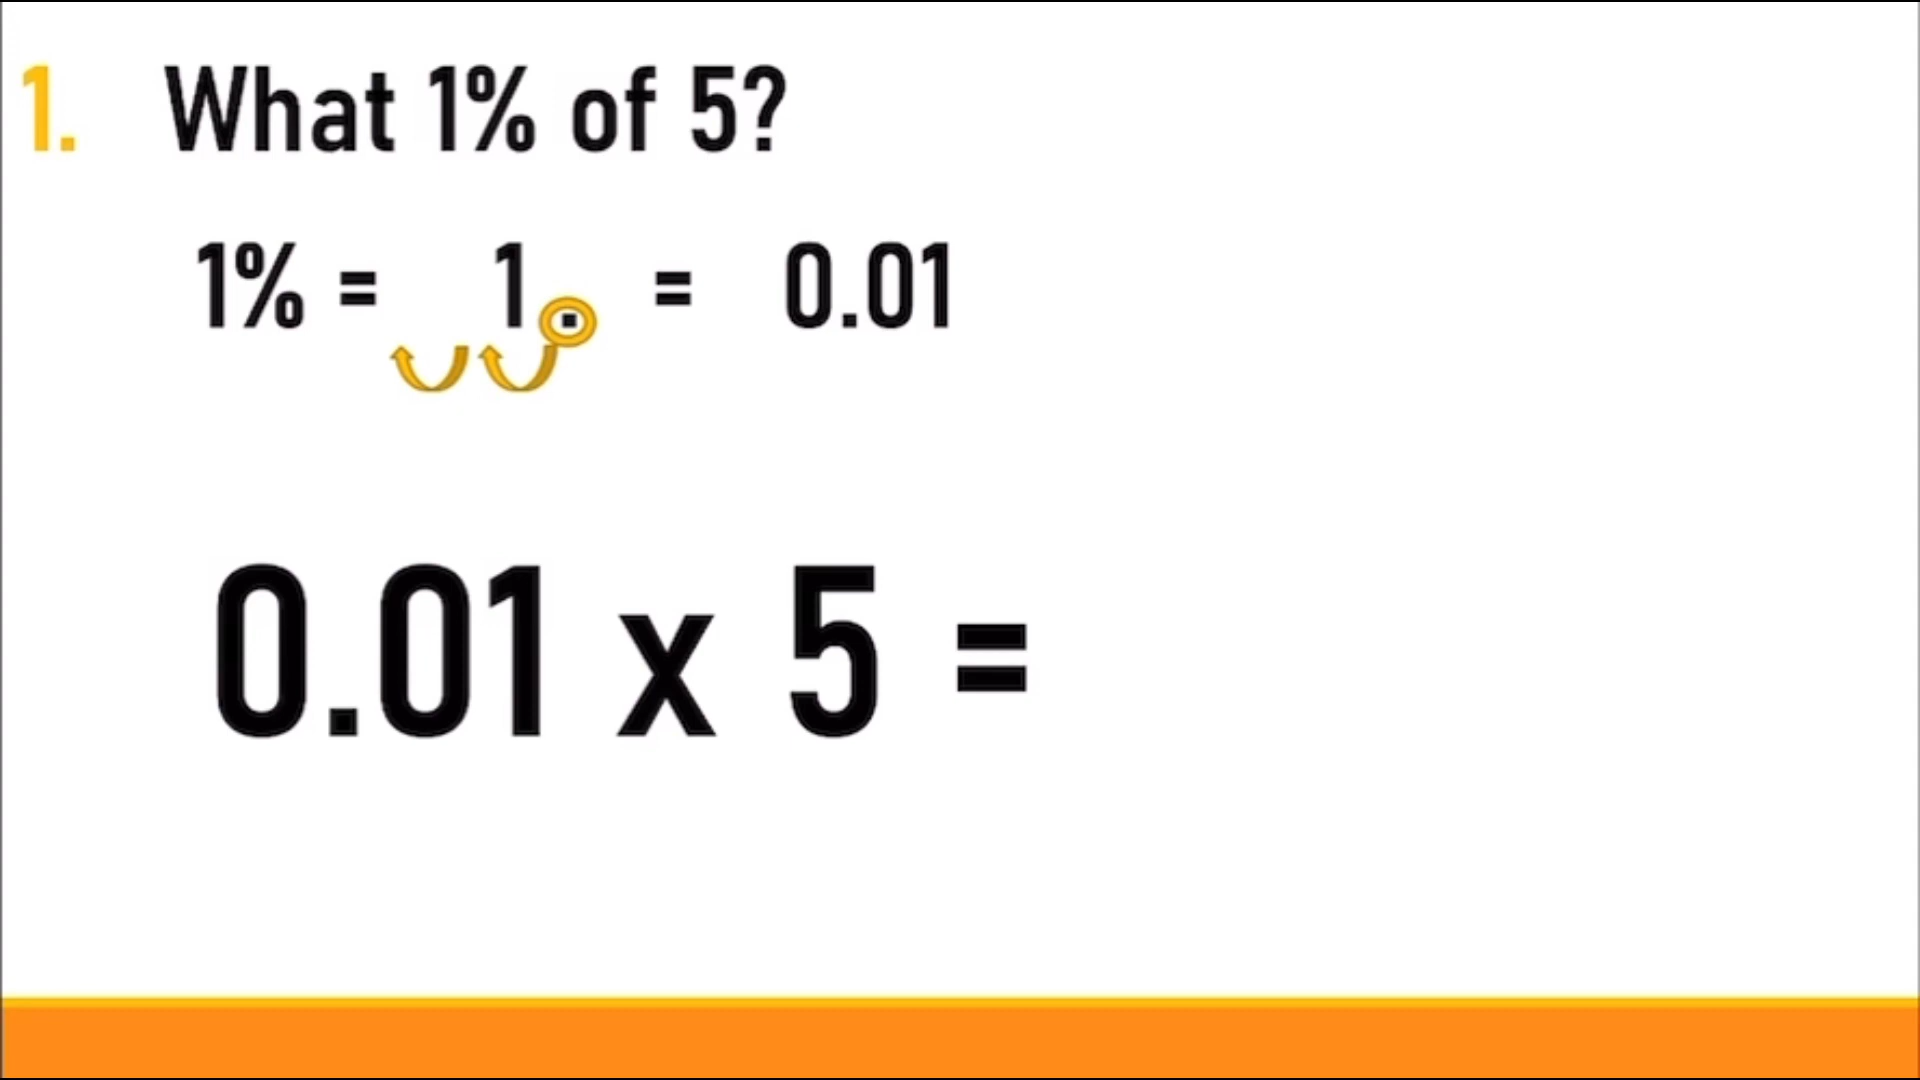 1. What 1% of 5?
1% = 1. = 0.01
0.01 x 5 =